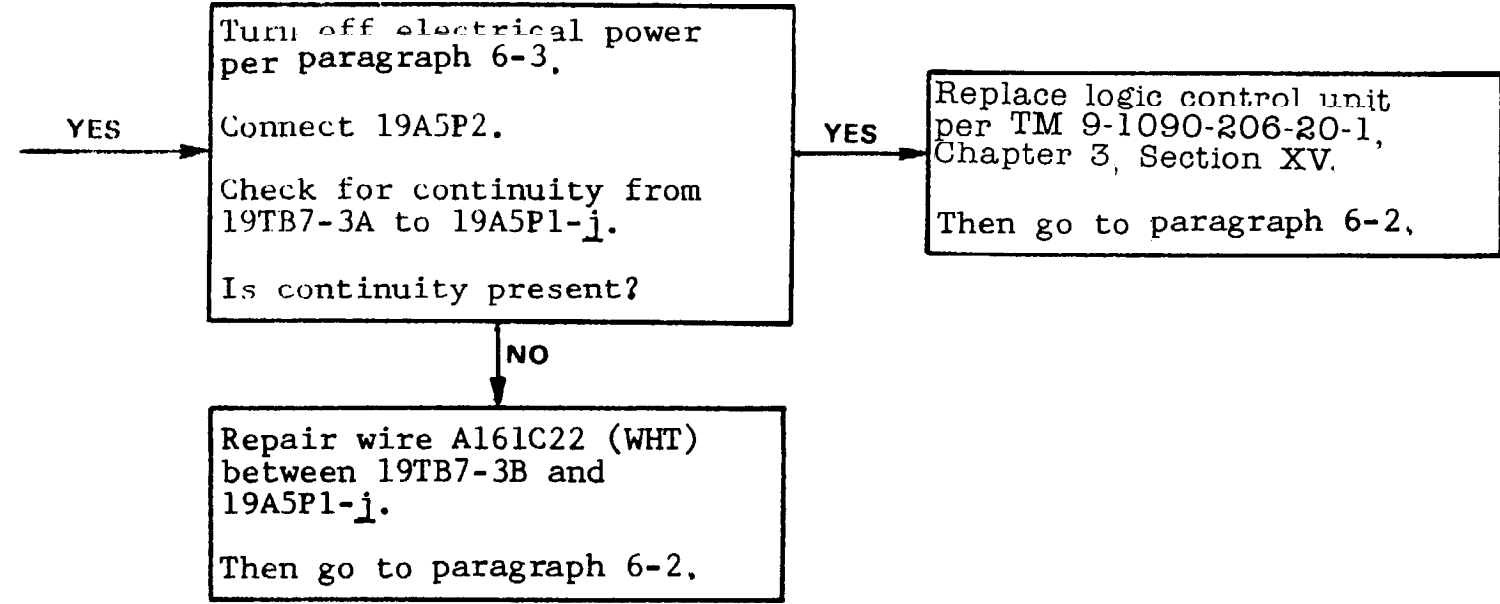 YES
Turn off electrical power
per paragraph 6-3.
Connect 19A5P2.
Check for continuity from
19TB7-3A to 19A5P1-j.
Is continuity present?
YES
Replace logic control unit
per TM 9-1090-206-20-1,
Chapter 3, Section XV.
Then go to paragraph 6-2.
NO
Repair wire A161C22 (WHT)
between 19TB7-3B and
19A5P1-j.
Then go to paragraph 6-2.